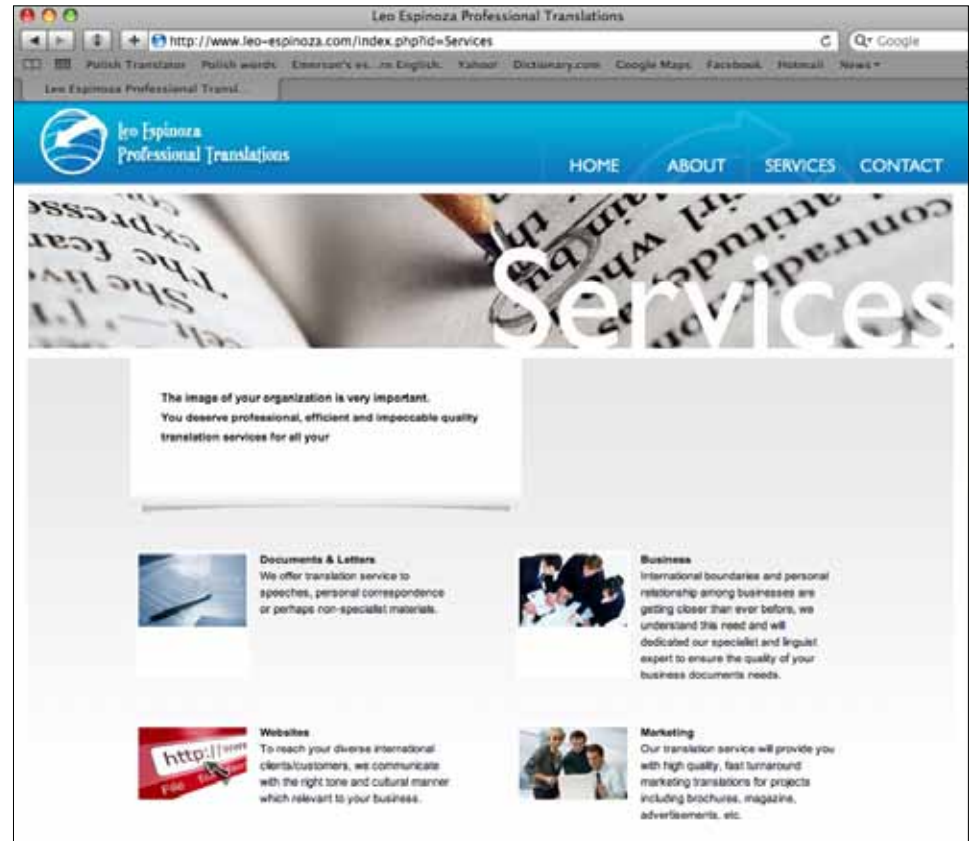 Leo Espinoza Professional Translations
http://www.leo-espinoza.com/index.php?id=Services
Google
Polish Translator Polish words Emerson's es...rn English. Yahoo! Dictionary.com Google Maps Facebook Hotmail News
Leo Espinoza Professional Transl...
Leo Espinoza
Professional Translations
HOME ABOUT SERVICES CONTACT
Services
The image of your organization is very important.
You deserve professional, efficient and impeccable quality
translation services for all your
Documents & Letters
We offer translation service to
speeches, personal correspondence
or perhaps non-specialist materials.
Business
International boundaries and personal
relationship among businesses are
getting closer than ever before, we
understand this need and will
dedicated our specialist and linguist
expert to ensure the quality of your
business documents needs.
http://www
File
Websites
To reach your diverse international
clients/customers, we communicate
with the right tone and cultural manner
which relevant to your business.
Marketing
Our translation service will provide you
with high quality, fast turnaround
marketing translations for projects
including brochures, magazine,
advertisements, etc.